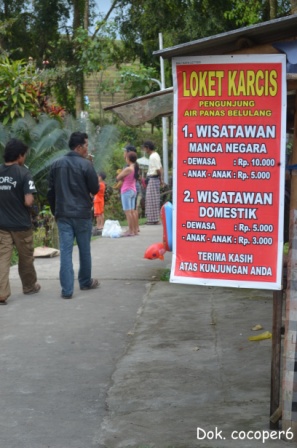 LOKET KARCIS
PENGUNJUNG
AIR PANAS BELULANG
1. WISATAWAN
MANCA NEGARA
- DEWASA : Rp. 10.000
- ANAK - ANAK : Rp. 5.000
2. WISATAWAN
DOMESTIK
- DEWASA : Rp. 5.000
- ANAK - ANAK : Rp. 3.000
TERIMA KASIH
ATAS KUNJUNGAN ANDA
Dok. cocoper6